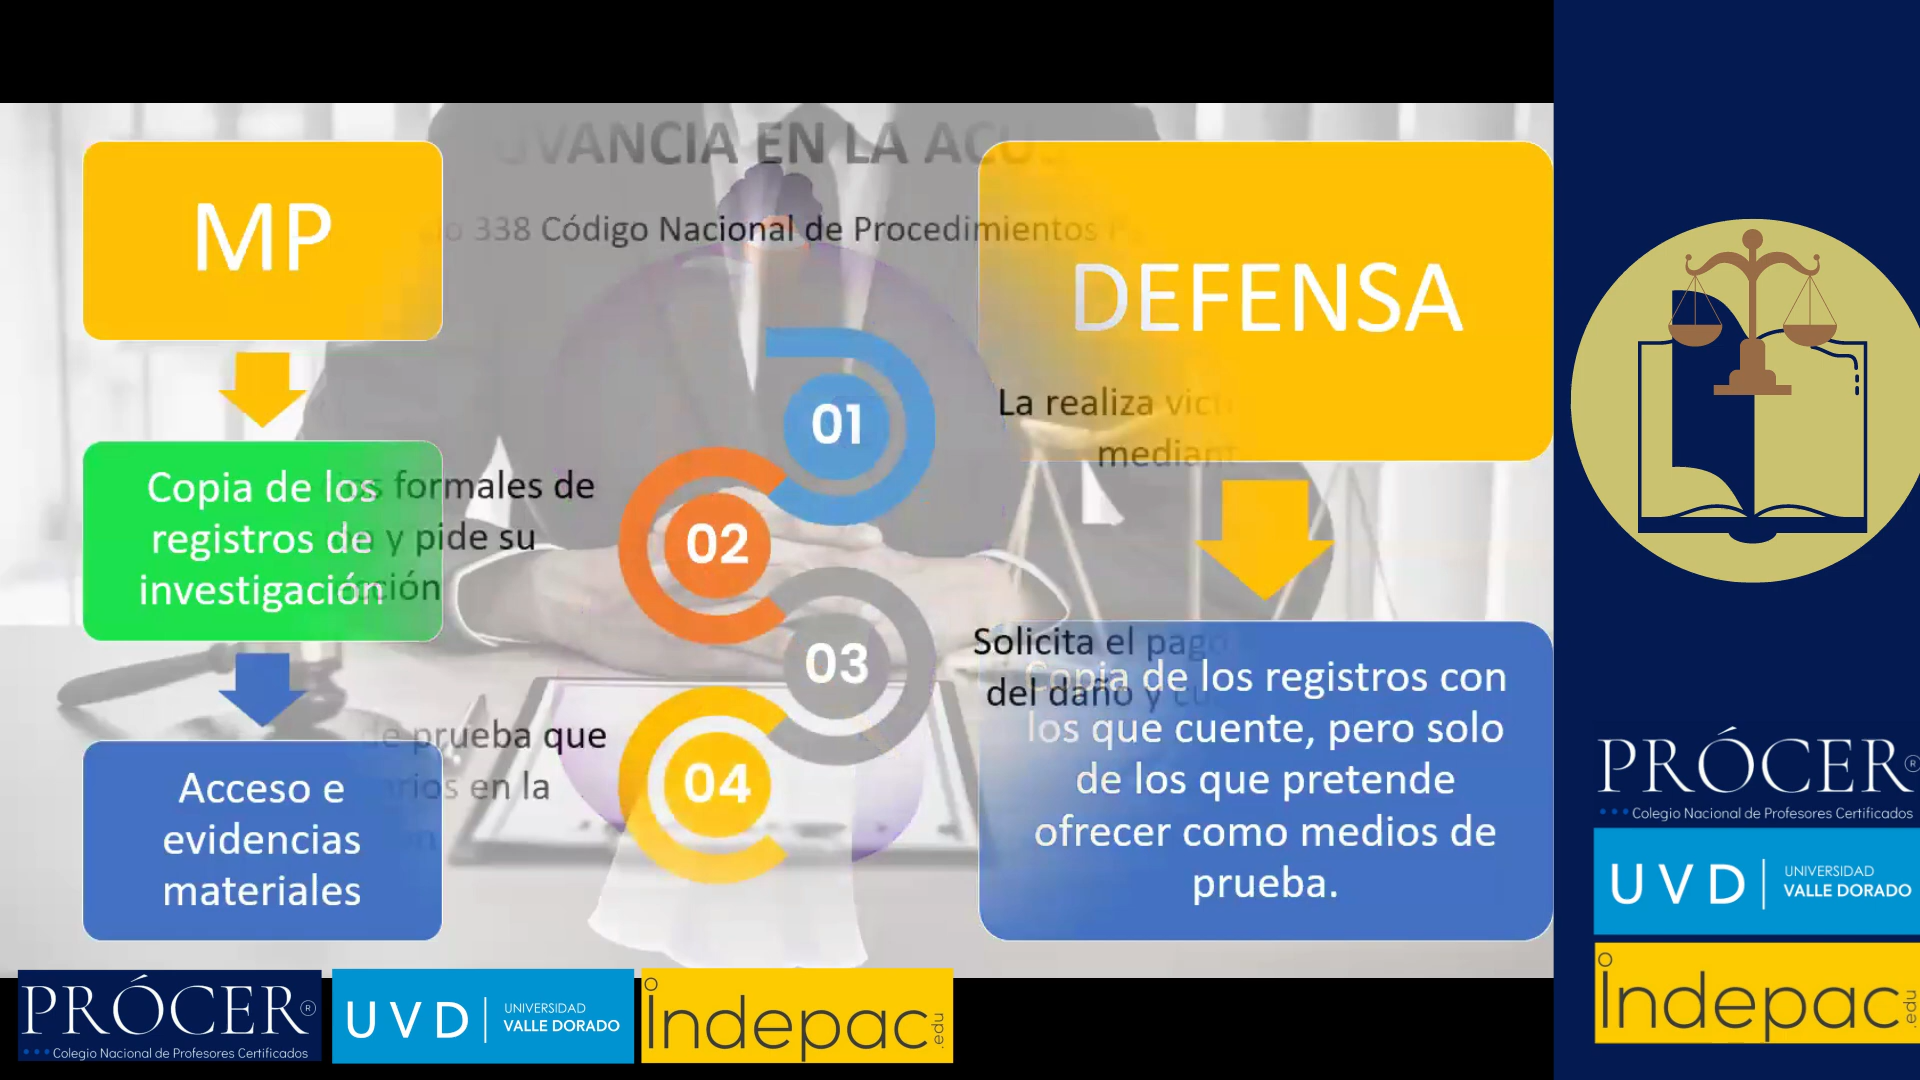 MP
Copia de los
registros de
investigación
Acceso e
evidencias
materiales
VANCIA EN LA ACUS
338 Código Nacional de Procedimientos
formales de
y pide su
prueba que
en la
01
02
03
04
DEFENSA
La realiza
mediant
Solicita el pago
del daño y cu
Copia de los registros con
los que cuente, pero solo
de los que pretende
ofrecer como medios de
prueba.
PRÓCER®
Colegio Nacional de Profesores Certificados
UVD UNIVERSIDAD
VALLE DORADO
indepac.edu
PRÓCER®
Colegio Nacional de Profesores Certificados
UVD UNIVERSIDAD
VALLE DORADO
indepac.edu